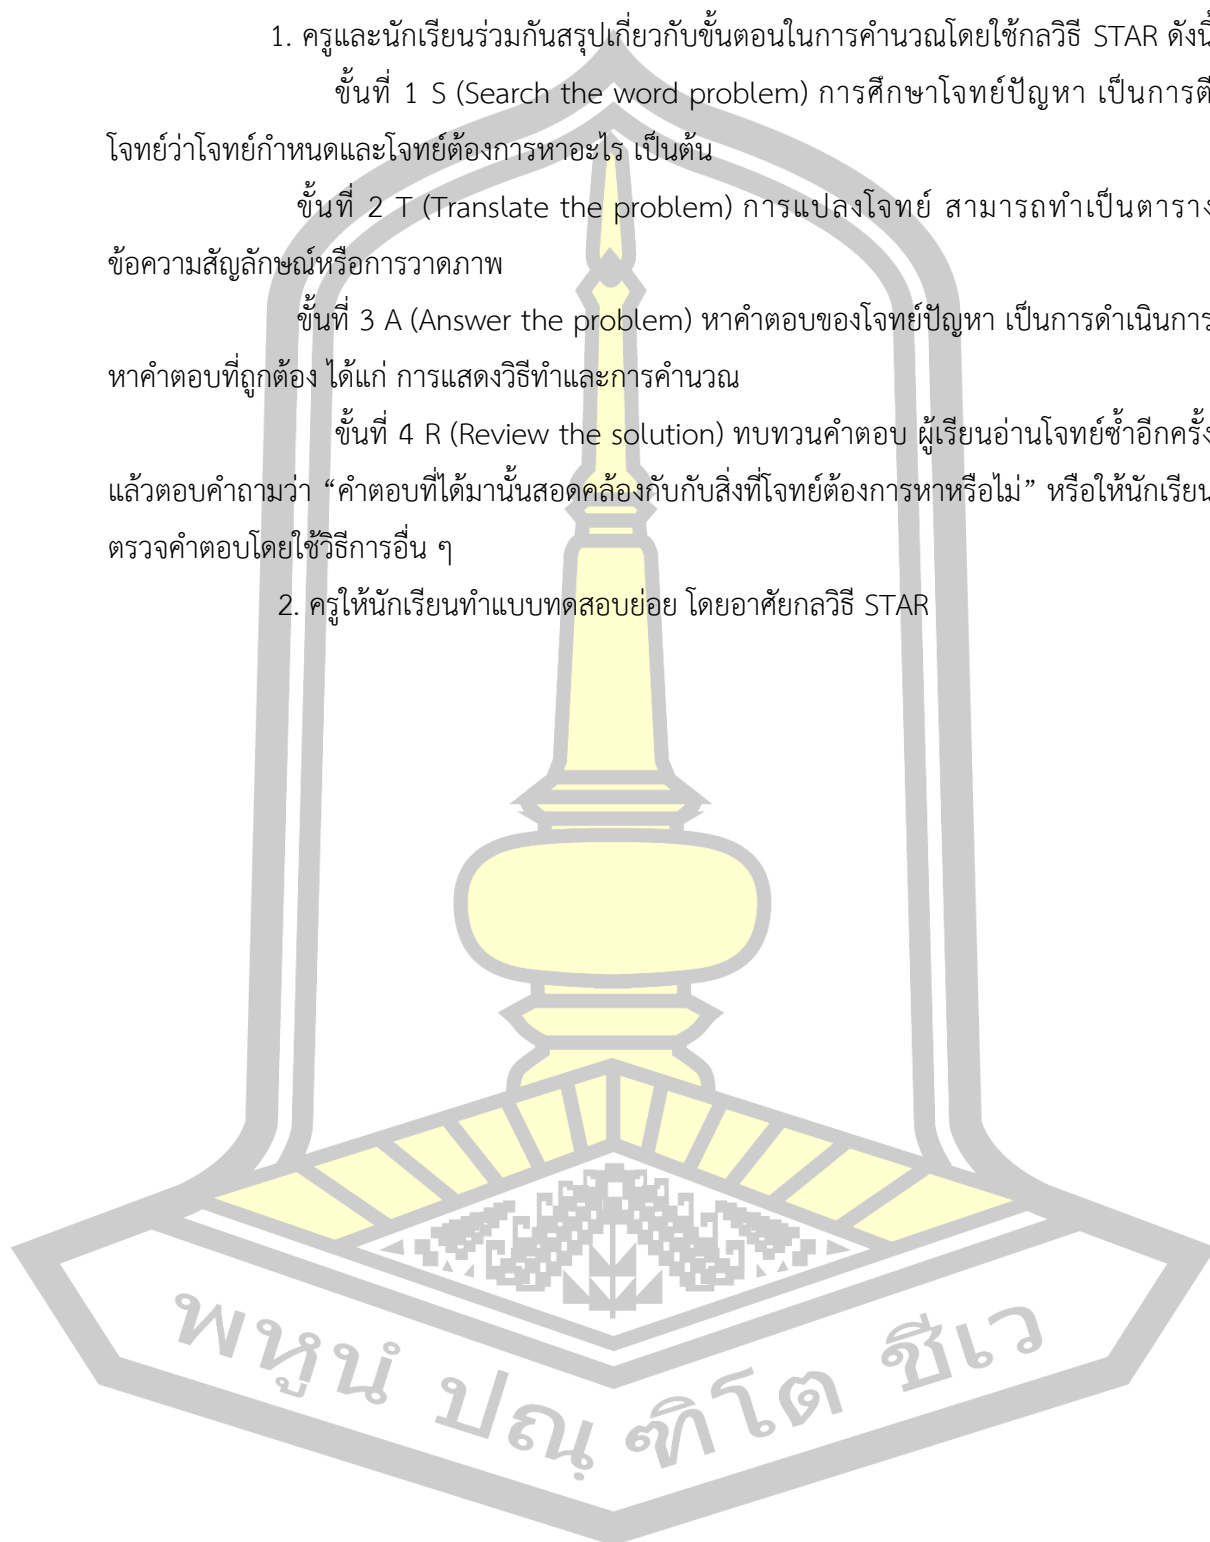 1. ครูและนักเรียนร่วมกันสรุปเกี่ยวกับขั้นตอนในการคำนวณโดยใช้กลวิธี STAR ดังนี้
ขั้นที่ 1 S (Search the word problem) การศึกษาโจทย์ปัญหา เป็นการตี
โจทย์ว่าโจทย์กำหนดและโจทย์ต้องการหาอะไร เป็นต้น
ขั้นที่ 2 T (Translate the problem) การแปลงโจทย์ สามารถทำเป็นตาราง
ข้อความสัญลักษณ์หรือการวาดภาพ
ขั้นที่ 3 A (Answer the problem) หาคำตอบของโจทย์ปัญหา เป็นการดำเนินการ
หาคำตอบที่ถูกต้อง ได้แก่ การแสดงวิธีทำและการคำนวณ
ขั้นที่ 4 R (Review the solution) ทบทวนคำตอบ ผู้เรียนอ่านโจทย์ซ้ำอีกครั้ง
แล้วตอบคำถามว่า “คำตอบที่ได้มานั้นสอดคล้องกับกับสิ่งที่โจทย์ต้องการหาหรือไม่” หรือให้นักเรียน
ตรวจคำตอบโดยใช้วิธีการอื่น ๆ
2. ครูให้นักเรียนทำแบบทดสอบย่อย โดยอาศัยกลวิธี STAR
พหูนํ ปณฺ ฑิโต ชีเว